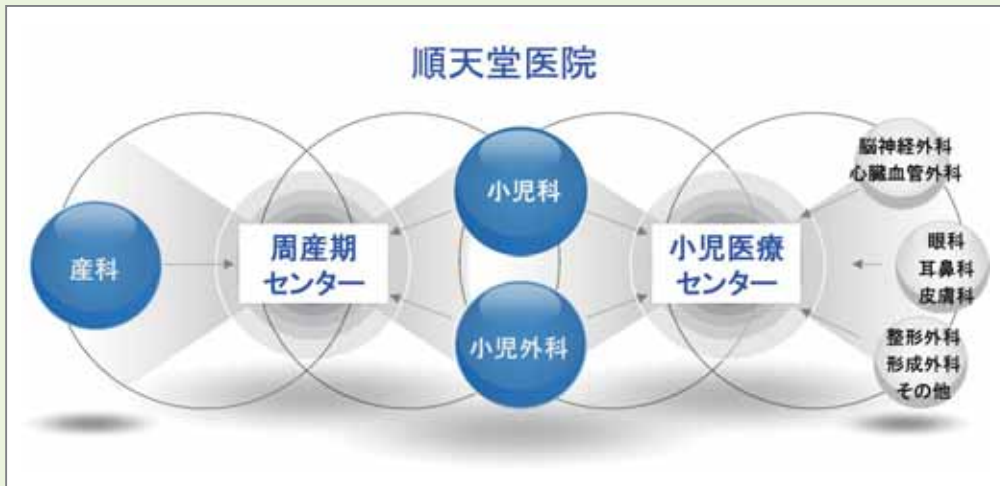 順天堂医院
産科
周産期
センター
小児科
小児外科
小児医療
センター
脳神経外科
心臓血管外科
眼科
耳鼻科
皮膚科
整形外科
形成外科
その他